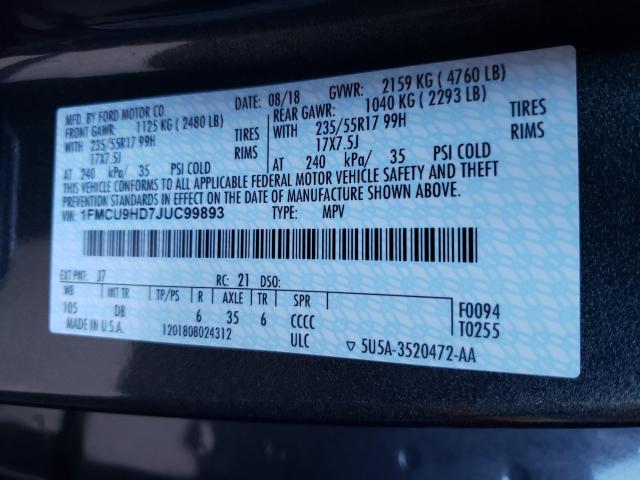 MFD. BY FORD MOTOR CO.
DATE: 08/18 GVWR: 2159 KG ( 4760 LB)
FRONT GAWR: 1125 KG ( 2480 LB) REAR GAWR: 1040 KG ( 2293 LB)
WITH 235/55R17 99H TIRES WITH 235/55R17 99H TIRES
17X7.5J RIMS 17X7.5J RIMS
AT 240 kPa/ 35 PSI COLD AT 240 kPa/ 35 PSI COLD
THIS VEHICLE CONFORMS TO ALL APPLICABLE FEDERAL MOTOR VEHICLE SAFETY AND THEFT
PREVENTION STANDARDS IN EFFECT ON THE DATE OF MANUFACTURE SHOWN ABOVE.
VIN: 1FMCU9HD7JUC99893 TYPE: MPV
EXT PNT: J7 RC: 21 DSO:
WB INT TR TP/PS R AXLE TR SPR F0094
105 DB 6 35 6 CCCC T0255
MADE IN U.S.A. 1201808024312 ULC 5U5A-3520472-AA